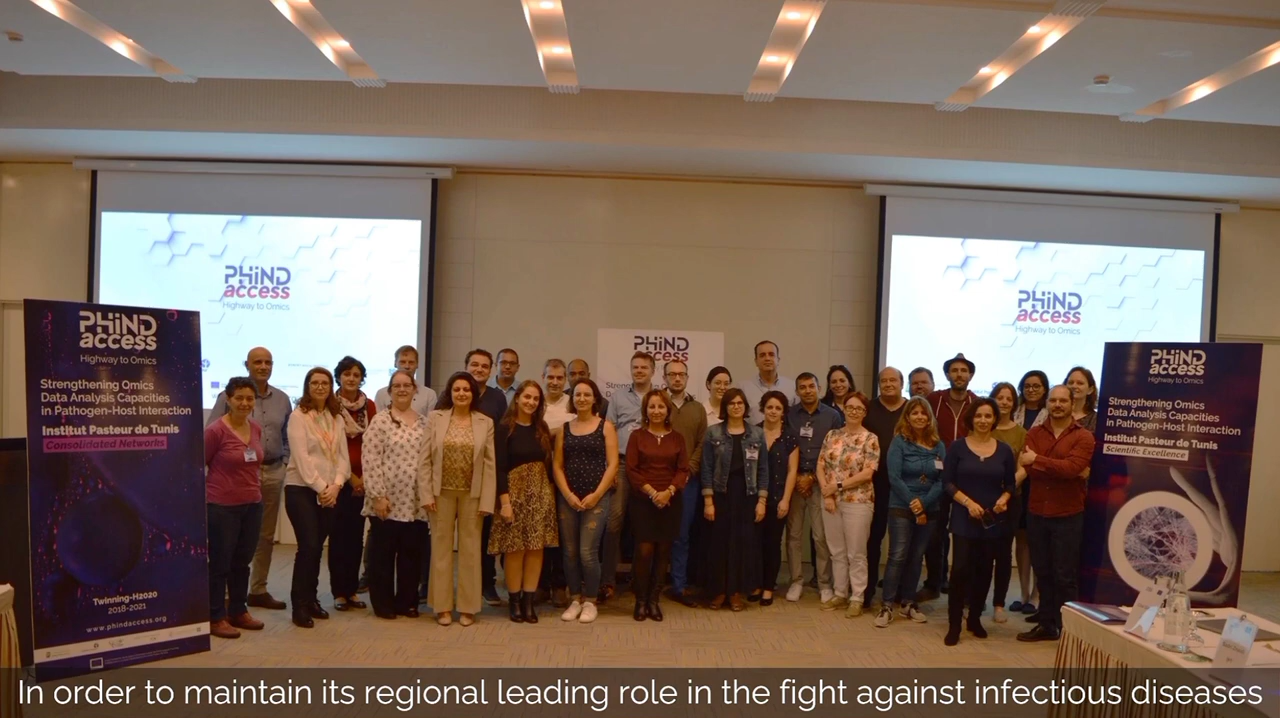 PHiND
access
Highway to Omics
PHiND
access
Highway to Omics
PHiND
access
Highway to Omics
Strengthening Omics
Data Analysis Capacities
in Pathogen-Host Interaction
Institut Pasteur de Tunis
Consolidated Networks
Twinning-H2020
2018-2021
www.phindaccess.org
PHiND
access
Strengthening Omics
PHiND
access
Highway to Omics
Strengthening Omics
Data Analysis Capacities
in Pathogen-Host Interaction
Institut Pasteur de Tunis
Scientific Excellence
In order to maintain its regional leading role in the fight against infectious diseases